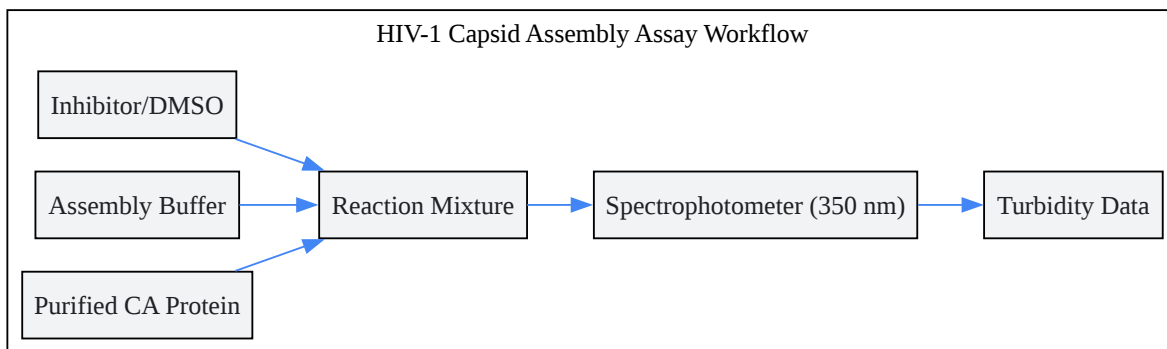 HIV-1 Capsid Assembly Assay Workflow
Inhibitor/DMSO
Assembly Buffer
Purified CA Protein
Reaction Mixture
Spectrophotometer (350 nm)
Turbidity Data